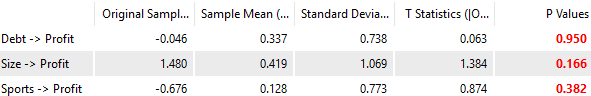 Original Sampl... Sample Mean (... Standard Devia... T Statistics (|O... P Values
Debt -> Profit -0.046 0.337 0.738 0.063 0.950
Size -> Profit 1.480 0.419 1.069 1.384 0.166
Sports -> Profit -0.676 0.128 0.773 0.874 0.382